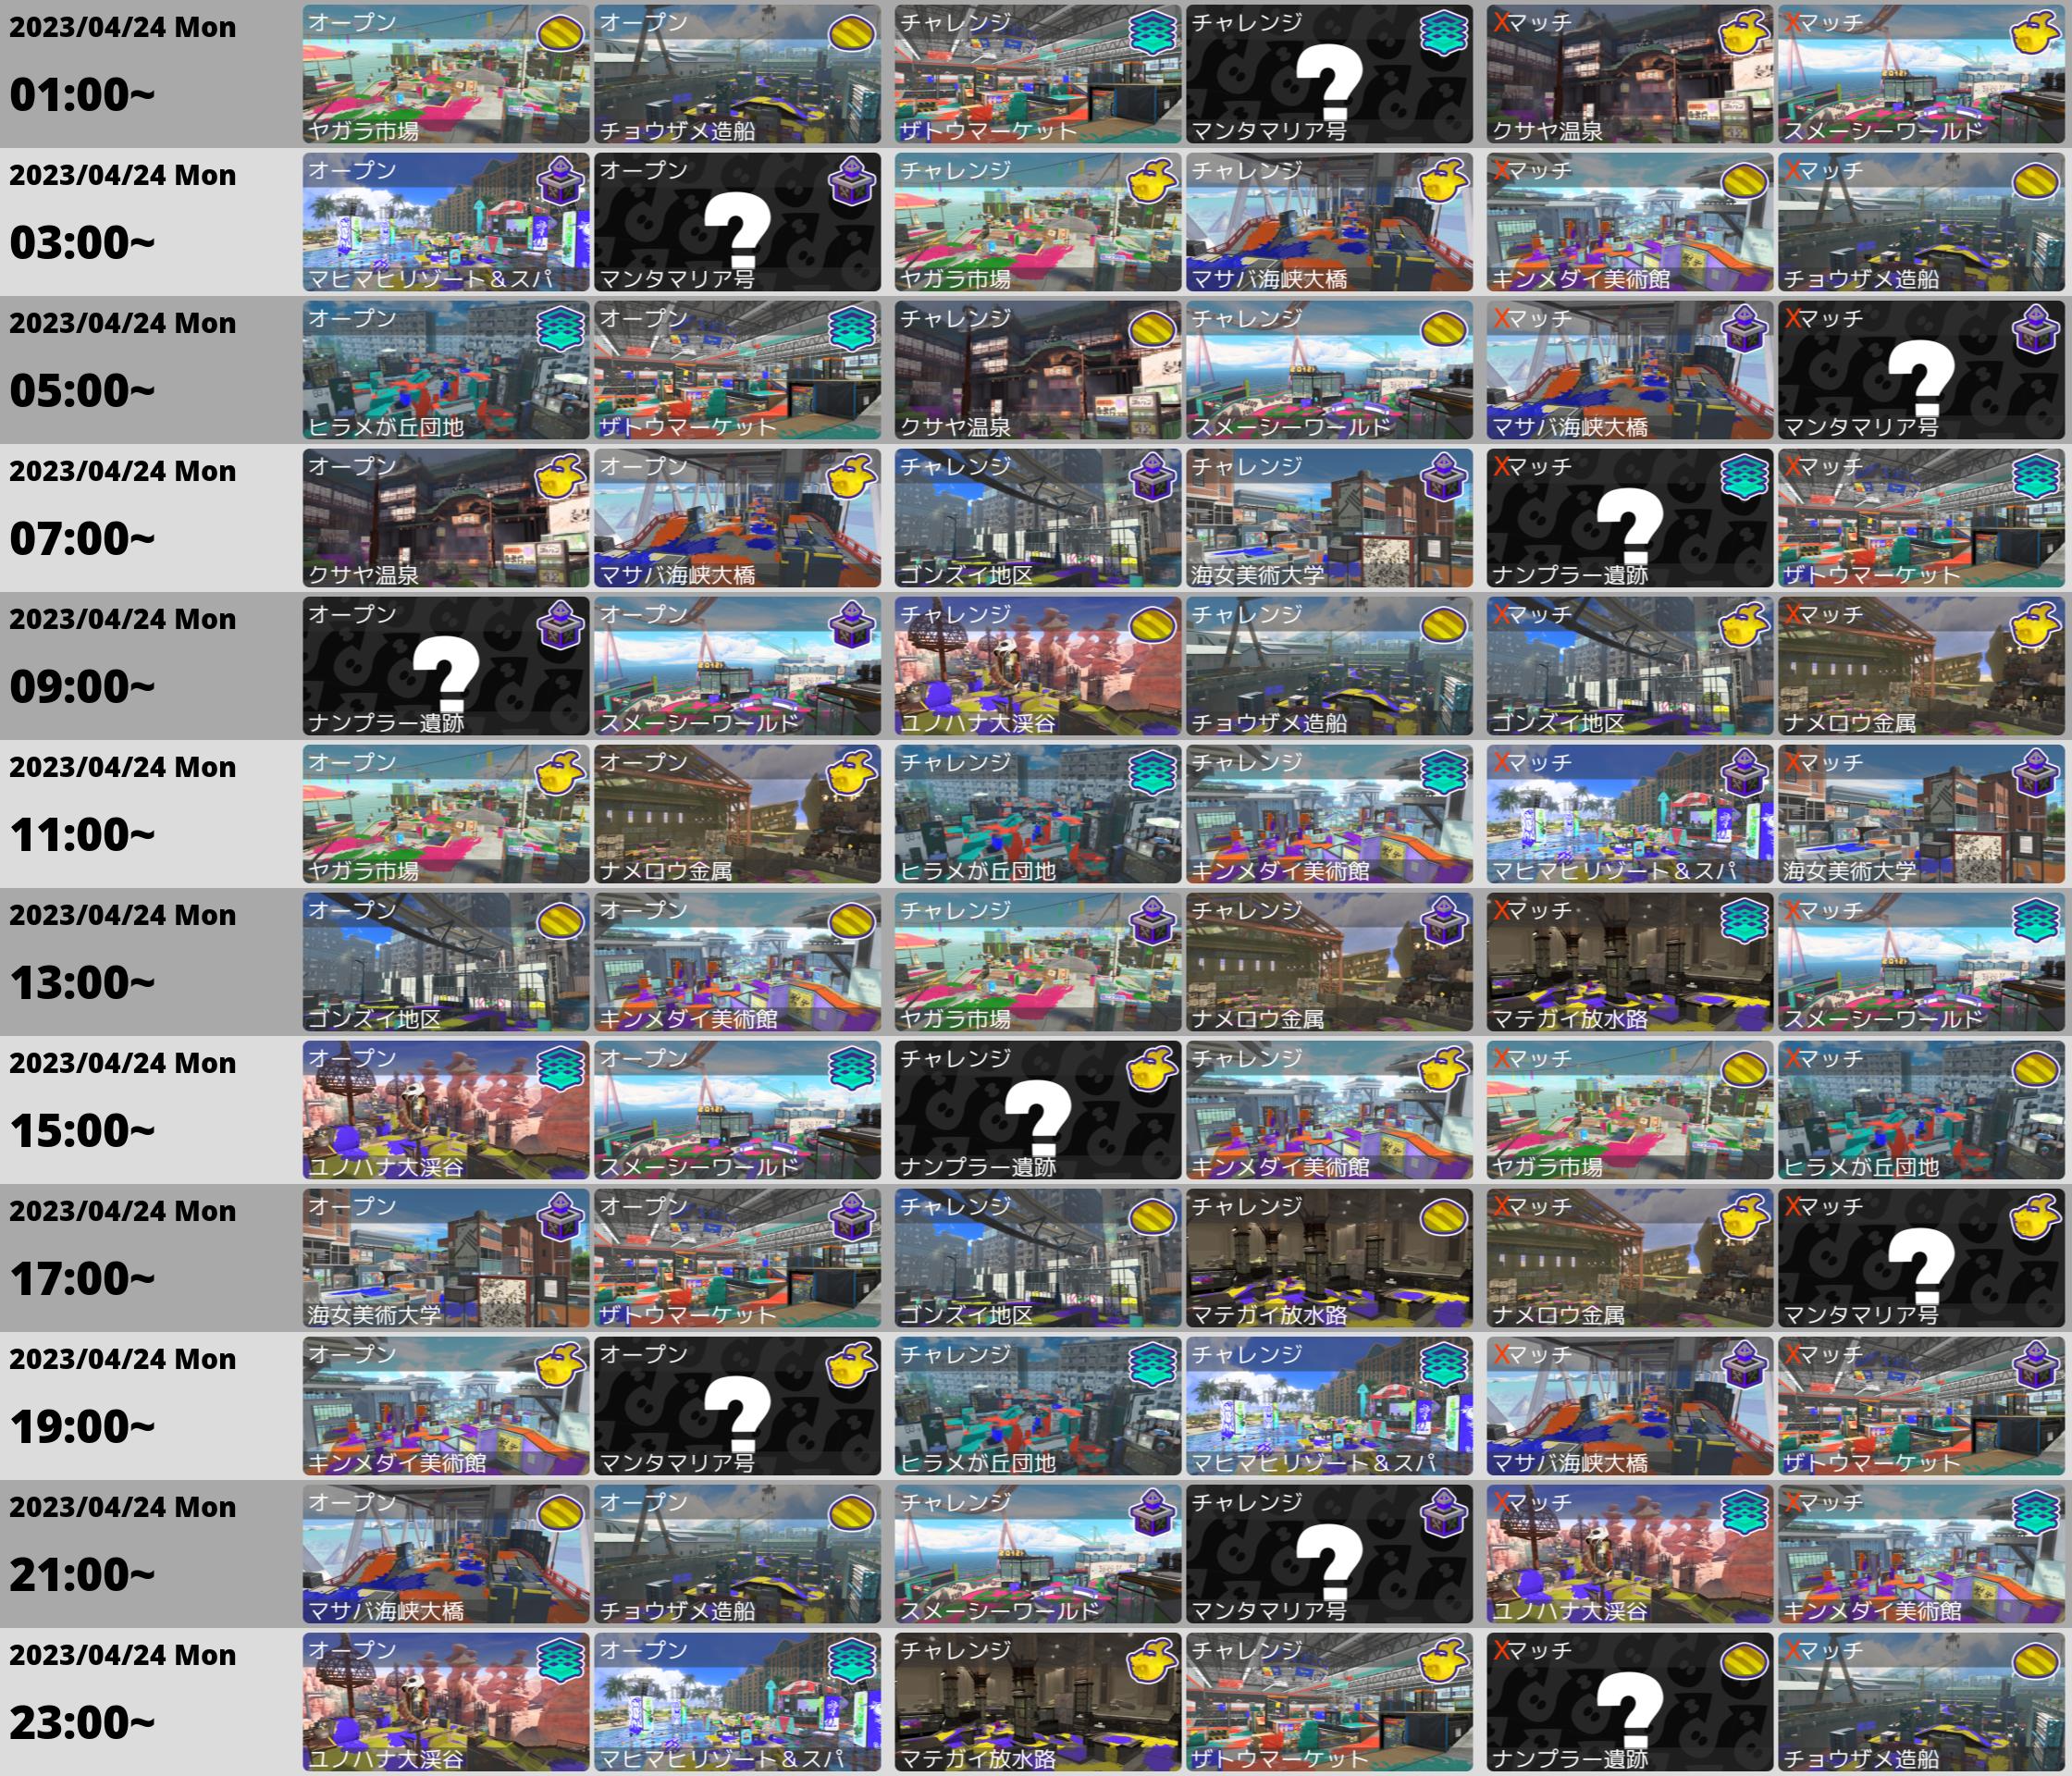 2023/04/24 Mon
01:00~
オープン
ヤガラ市場
オープン
チョウザメ造船
チャレンジ
ザトウマーケット
チャレンジ
マンタマリア号
Xマッチ
クサヤ温泉
Xマッチ
スメーシーワールド
2023/04/24 Mon
03:00~
オープン
マヒマヒリゾート＆スパ
オープン
マンタマリア号
チャレンジ
ヤガラ市場
チャレンジ
マサバ海峡大橋
Xマッチ
キンメダイ美術館
Xマッチ
チョウザメ造船
2023/04/24 Mon
05:00~
オープン
ヒラメが丘団地
オープン
ザトウマーケット
チャレンジ
クサヤ温泉
チャレンジ
スメーシーワールド
Xマッチ
マサバ海峡大橋
Xマッチ
マンタマリア号
2023/04/24 Mon
07:00~
オープン
クサヤ温泉
オープン
マサバ海峡大橋
チャレンジ
ゴンズイ地区
チャレンジ
海女美術大学
Xマッチ
ナンプラー遺跡
Xマッチ
ザトウマーケット
2023/04/24 Mon
09:00~
オープン
ナンプラー遺跡
オープン
スメーシーワールド
チャレンジ
ユノハナ大渓谷
チャレンジ
チョウザメ造船
Xマッチ
ゴンズイ地区
Xマッチ
ナメロウ金属
2023/04/24 Mon
11:00~
オープン
ヤガラ市場
オープン
ナメロウ金属
チャレンジ
ヒラメが丘団地
チャレンジ
キンメダイ美術館
Xマッチ
マヒマヒリゾート＆スパ
Xマッチ
海女美術大学
2023/04/24 Mon
13:00~
オープン
ゴンズイ地区
オープン
キンメダイ美術館
チャレンジ
ヤガラ市場
チャレンジ
ナメロウ金属
Xマッチ
マテガイ放水路
Xマッチ
スメーシーワールド
2023/04/24 Mon
15:00~
オープン
ユノハナ大渓谷
オープン
スメーシーワールド
チャレンジ
ナンプラー遺跡
チャレンジ
キンメダイ美術館
Xマッチ
ヤガラ市場
Xマッチ
ヒラメが丘団地
2023/04/24 Mon
17:00~
オープン
海女美術大学
オープン
ザトウマーケット
チャレンジ
ゴンズイ地区
チャレンジ
マテガイ放水路
Xマッチ
ナメロウ金属
Xマッチ
マンタマリア号
2023/04/24 Mon
19:00~
オープン
キンメダイ美術館
オープン
マンタマリア号
チャレンジ
ヒラメが丘団地
チャレンジ
マヒマヒリゾート＆スパ
Xマッチ
マサバ海峡大橋
Xマッチ
ザトウマーケット
2023/04/24 Mon
21:00~
オープン
マサバ海峡大橋
オープン
チョウザメ造船
チャレンジ
スメーシーワールド
チャレンジ
マンタマリア号
Xマッチ
ユノハナ大渓谷
Xマッチ
キンメダイ美術館
2023/04/24 Mon
23:00~
オープン
ユノハナ大渓谷
オープン
マヒマヒリゾート＆スパ
チャレンジ
マテガイ放水路
チャレンジ
ザトウマーケット
Xマッチ
ナンプラー遺跡
Xマッチ
チョウザメ造船